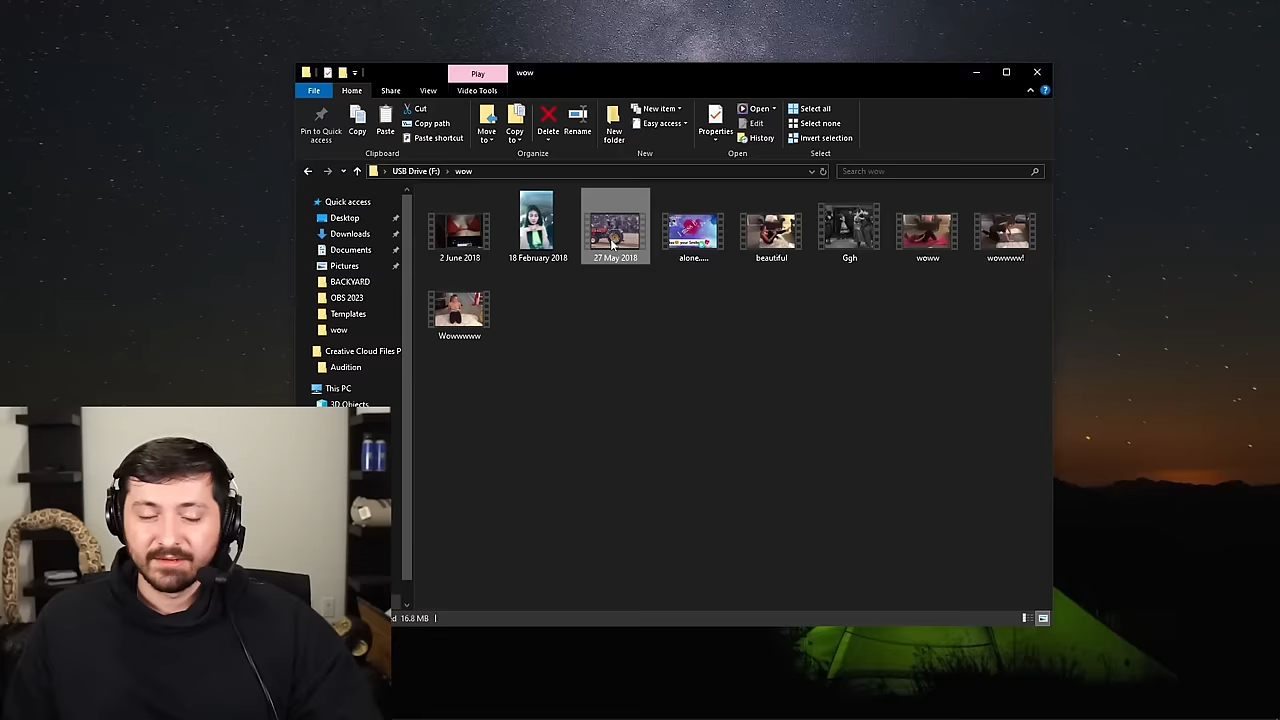 Play
wow
File
Home
Share
View
Video Tools
Pin to Quick access
Copy
Paste
Cut
Copy path
Paste shortcut
Clipboard
Move to
Copy to
Delete
Rename
Organize
New folder
New item
Easy access
New
Properties
Open
Edit
History
Open
Select all
Select none
Invert selection
Select
USB Drive (F:) › wow
Search wow
Quick access
Desktop
Downloads
Documents
Pictures
BACKYARD
OBS 2023
Templates
wow
Creative Cloud Files P
Audition
This PC
3D Objects
2 June 2018
18 February 2018
27 May 2018
alone.....
beautiful
Ggh
woww
wowwww!
Wowwwww
16.8 MB